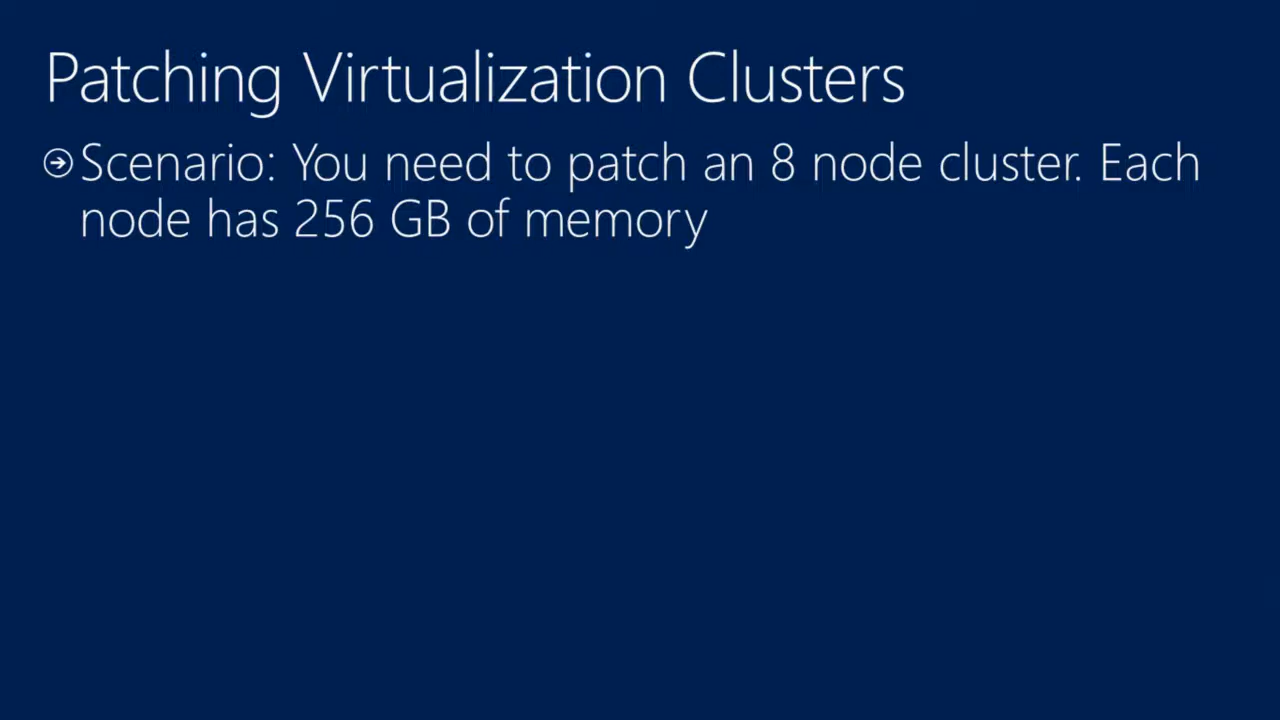 Patching Virtualization Clusters
Scenario: You need to patch an 8 node cluster. Each
node has 256 GB of memory